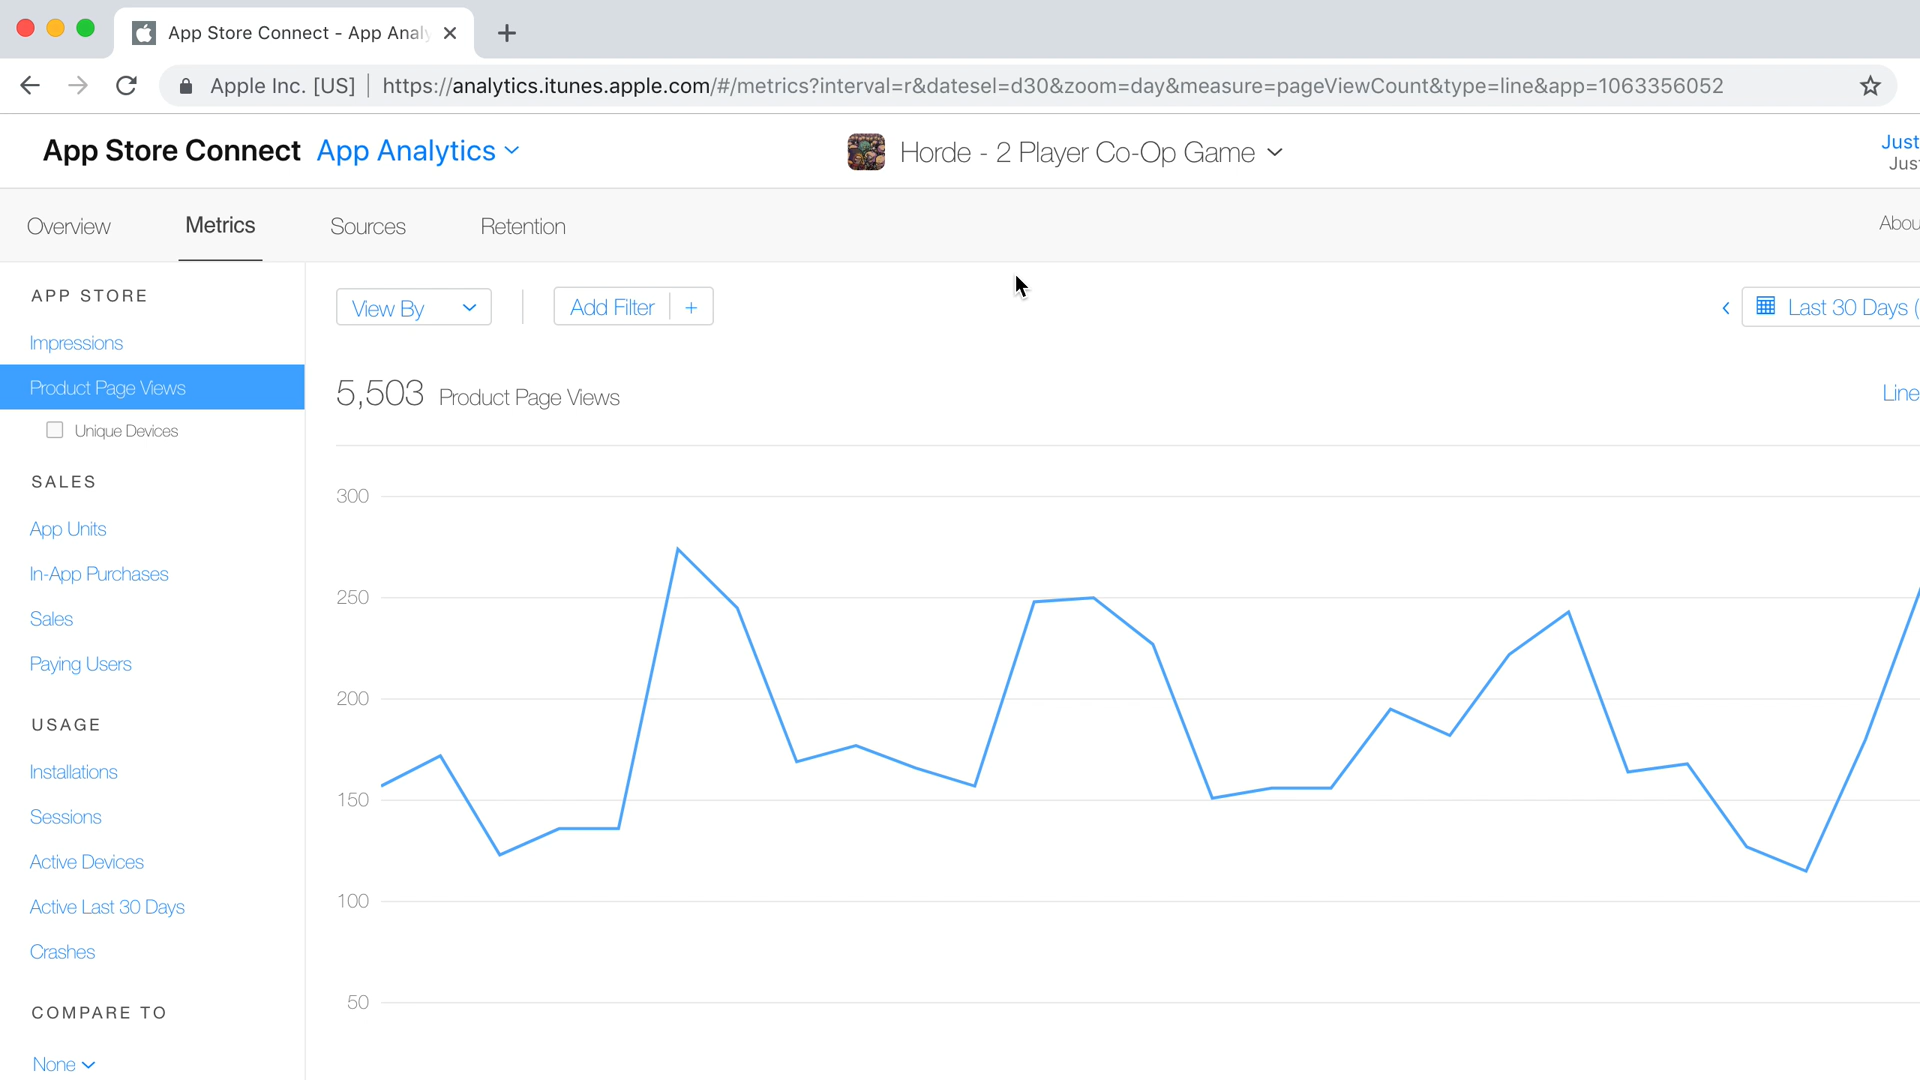 App Store Connect - App Anal
Apple Inc. [US] | https://analytics.itunes.apple.com/#/metrics?interval=r&datesel=d30&zoom=day&measure=pageViewCount&type=line&app=1063356052
App Store Connect App Analytics
Horde - 2 Player Co-Op Game
Just
Just
Overview Metrics Sources Retention
Abou
APP STORE
Impressions
Product Page Views
Unique Devices
SALES
App Units
In-App Purchases
Sales
Paying Users
USAGE
Installations
Sessions
Active Devices
Active Last 30 Days
Crashes
COMPARE TO
None
View By
Add Filter +
Last 30 Days (
5,503 Product Page Views
Line
300
250
200
150
100
50